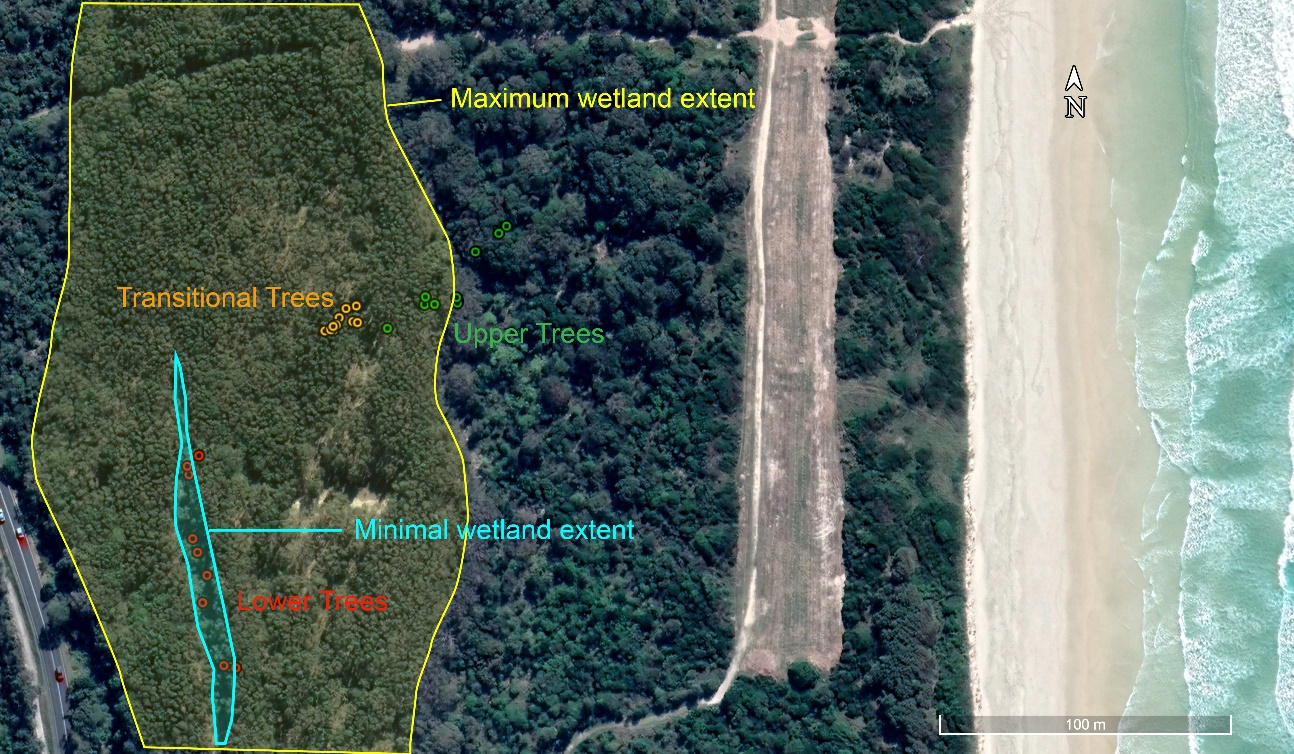 Maximum wetland extent
N
Transitional Trees
Upper Trees
Minimal wetland extent
Lower Trees
100 m